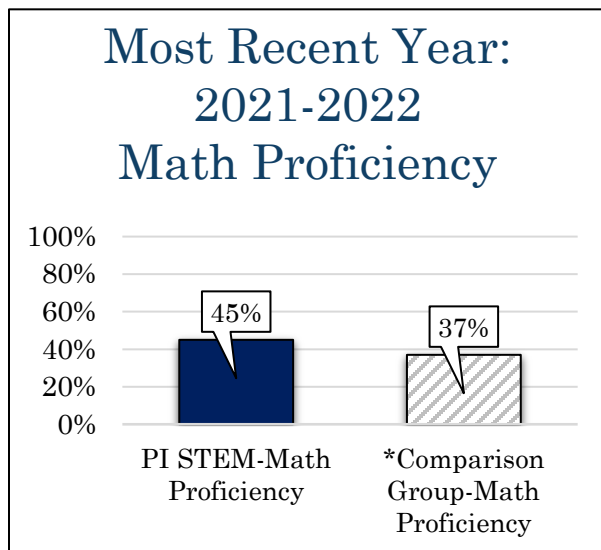 Most Recent Year:
2021-2022
Math Proficiency
100%
80%
60%
40%
20%
0%
45%
37%
PI STEM-Math
Proficiency
*Comparison
Group-Math
Proficiency